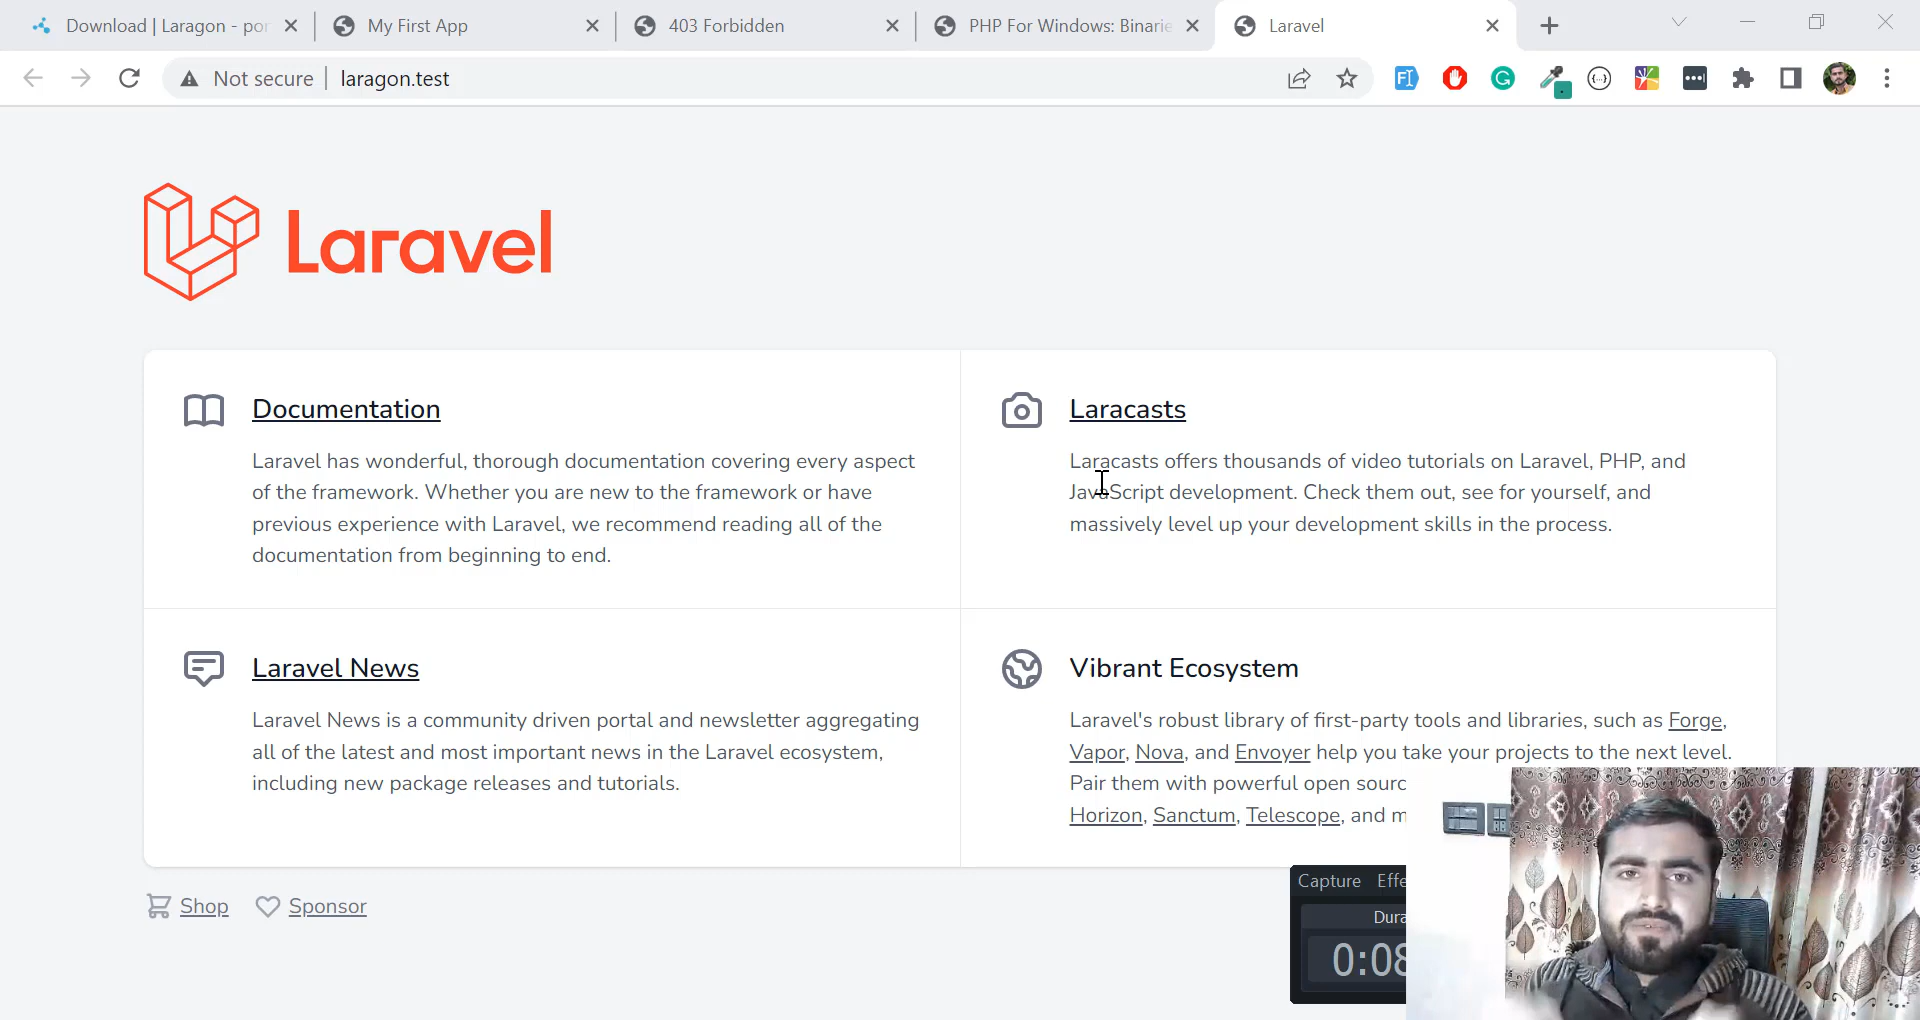 Download | Laragon - por
My First App
403 Forbidden
PHP For Windows: Binarie
Laravel
Not secure
laragon.test
Laravel
Documentation
Laravel has wonderful, thorough documentation covering every aspect
of the framework. Whether you are new to the framework or have
previous experience with Laravel, we recommend reading all of the
documentation from beginning to end.
Laracasts
Laracasts offers thousands of video tutorials on Laravel, PHP, and
JavaScript development. Check them out, see for yourself, and
massively level up your development skills in the process.
Laravel News
Laravel News is a community driven portal and newsletter aggregating
all of the latest and most important news in the Laravel ecosystem,
including new package releases and tutorials.
Vibrant Ecosystem
Laravel's robust library of first-party tools and libraries, such as Forge,
Vapor, Nova, and Envoyer help you take your projects to the next level.
Pair them with powerful open sourc
Horizon, Sanctum, Telescope, and m
Shop
Sponsor
Capture Effe
Dura
0:08